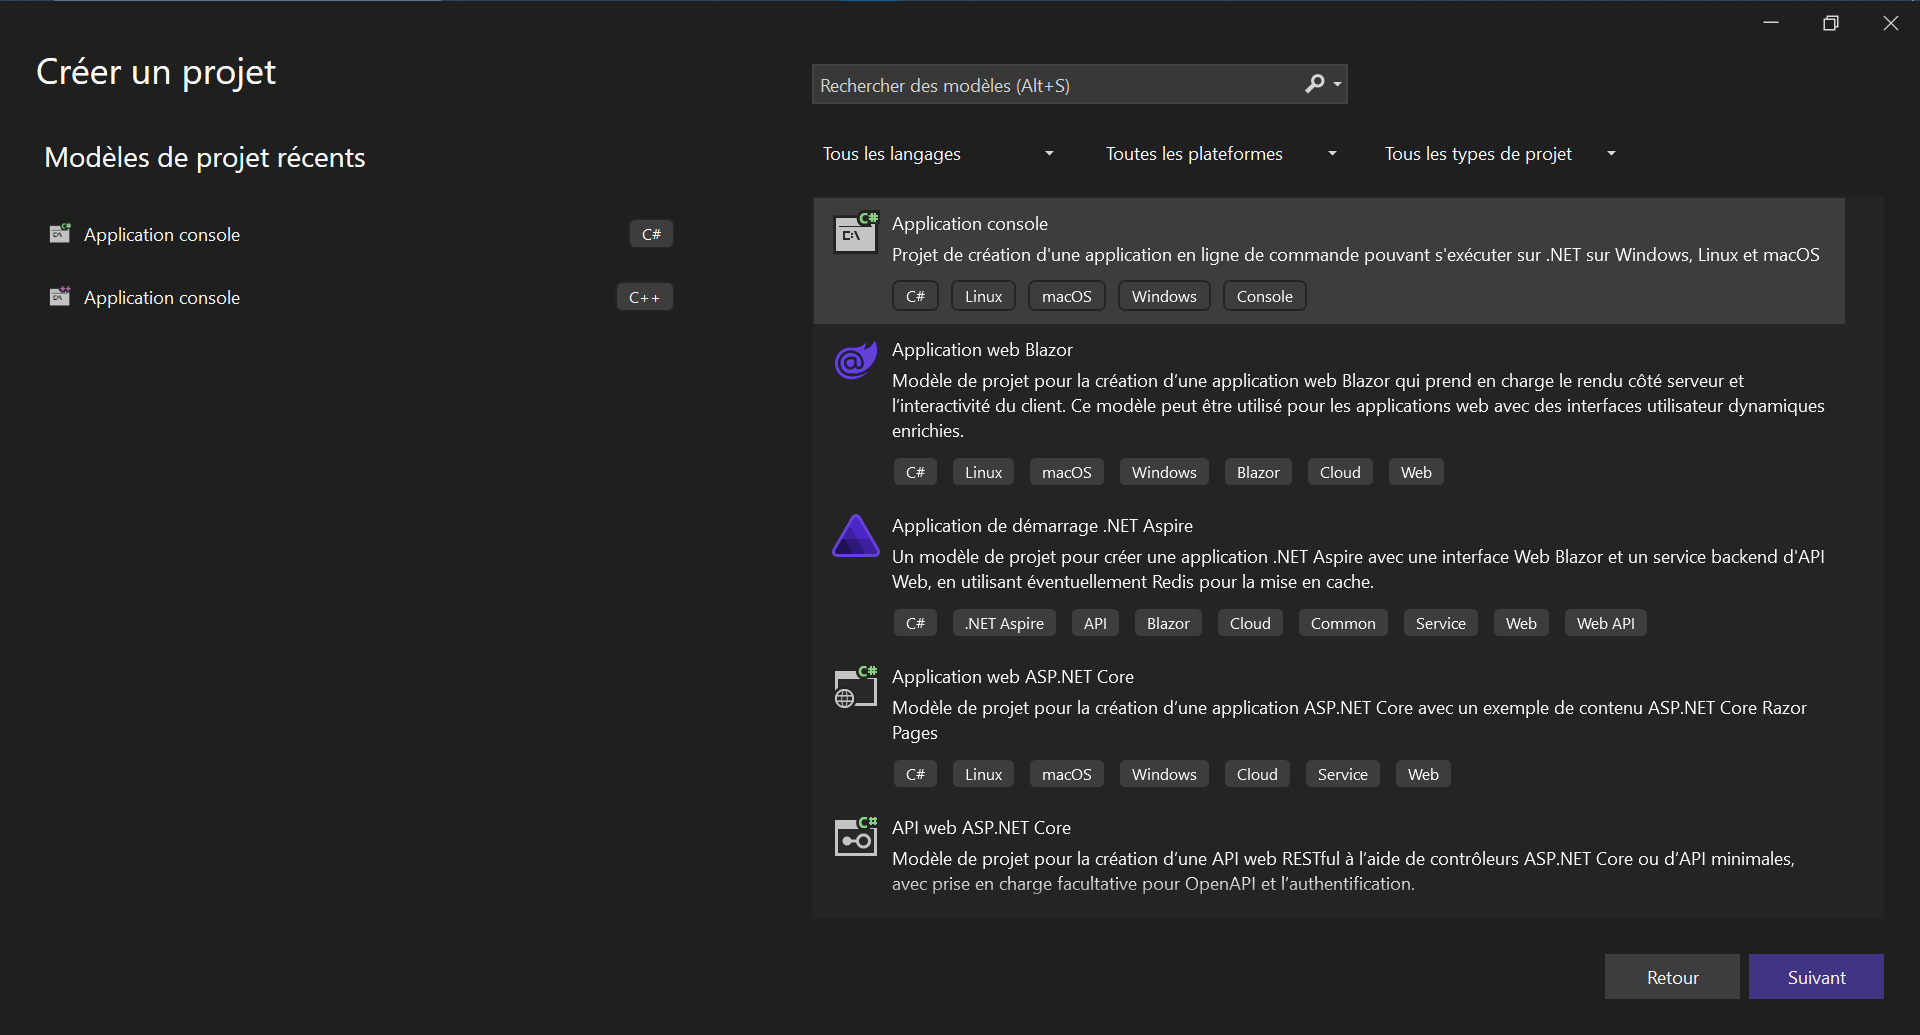 Créer un projet
Rechercher des modèles (Alt+S)
Modèles de projet récents
Application console
C#
Application console
C++
Tous les langages
Toutes les plateformes
Tous les types de projet
C#
C:\
Application console
Projet de création d'une application en ligne de commande pouvant s'exécuter sur .NET sur Windows, Linux et macOS
C# Linux macOS Windows Console
@
Application web Blazor
Modèle de projet pour la création d’une application web Blazor qui prend en charge le rendu côté serveur et
l’interactivité du client. Ce modèle peut être utilisé pour les applications web avec des interfaces utilisateur dynamiques
enrichies.
C# Linux macOS Windows Blazor Cloud Web
Application de démarrage .NET Aspire
Un modèle de projet pour créer une application .NET Aspire avec une interface Web Blazor et un service backend d'API
Web, en utilisant éventuellement Redis pour la mise en cache.
C# .NET Aspire API Blazor Cloud Common Service Web Web API
C#
Application web ASP.NET Core
Modèle de projet pour la création d’une application ASP.NET Core avec un exemple de contenu ASP.NET Core Razor
Pages
C# Linux macOS Windows Cloud Service Web
C#
API web ASP.NET Core
Modèle de projet pour la création d’une API web RESTful à l’aide de contrôleurs ASP.NET Core ou d’API minimales,
avec prise en charge facultative pour OpenAPI et l’authentification.
Retour
Suivant